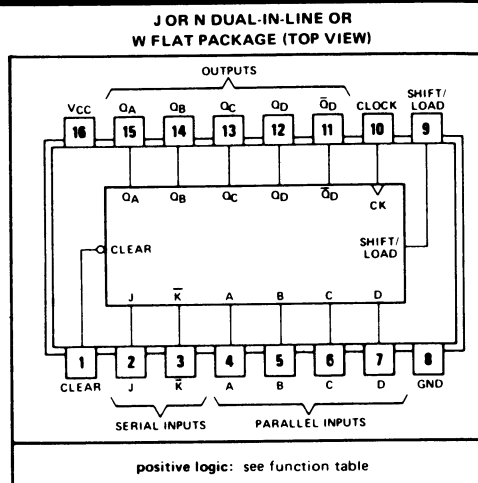 J OR N DUAL-IN-LINE OR
W FLAT PACKAGE (TOP VIEW)
OUTPUTS
VCC QA QB QC QD Q̅D CLOCK SHIFT/
LOAD
16 15 14 13 12 11 10 9
QA QB QC QD Q̅D CK
CLEAR
SHIFT/
LOAD
J K̅ A B C D
1 2 3 4 5 6 7 8
CLEAR J K̅ A B C D GND
SERIAL INPUTS PARALLEL INPUTS
positive logic: see function table